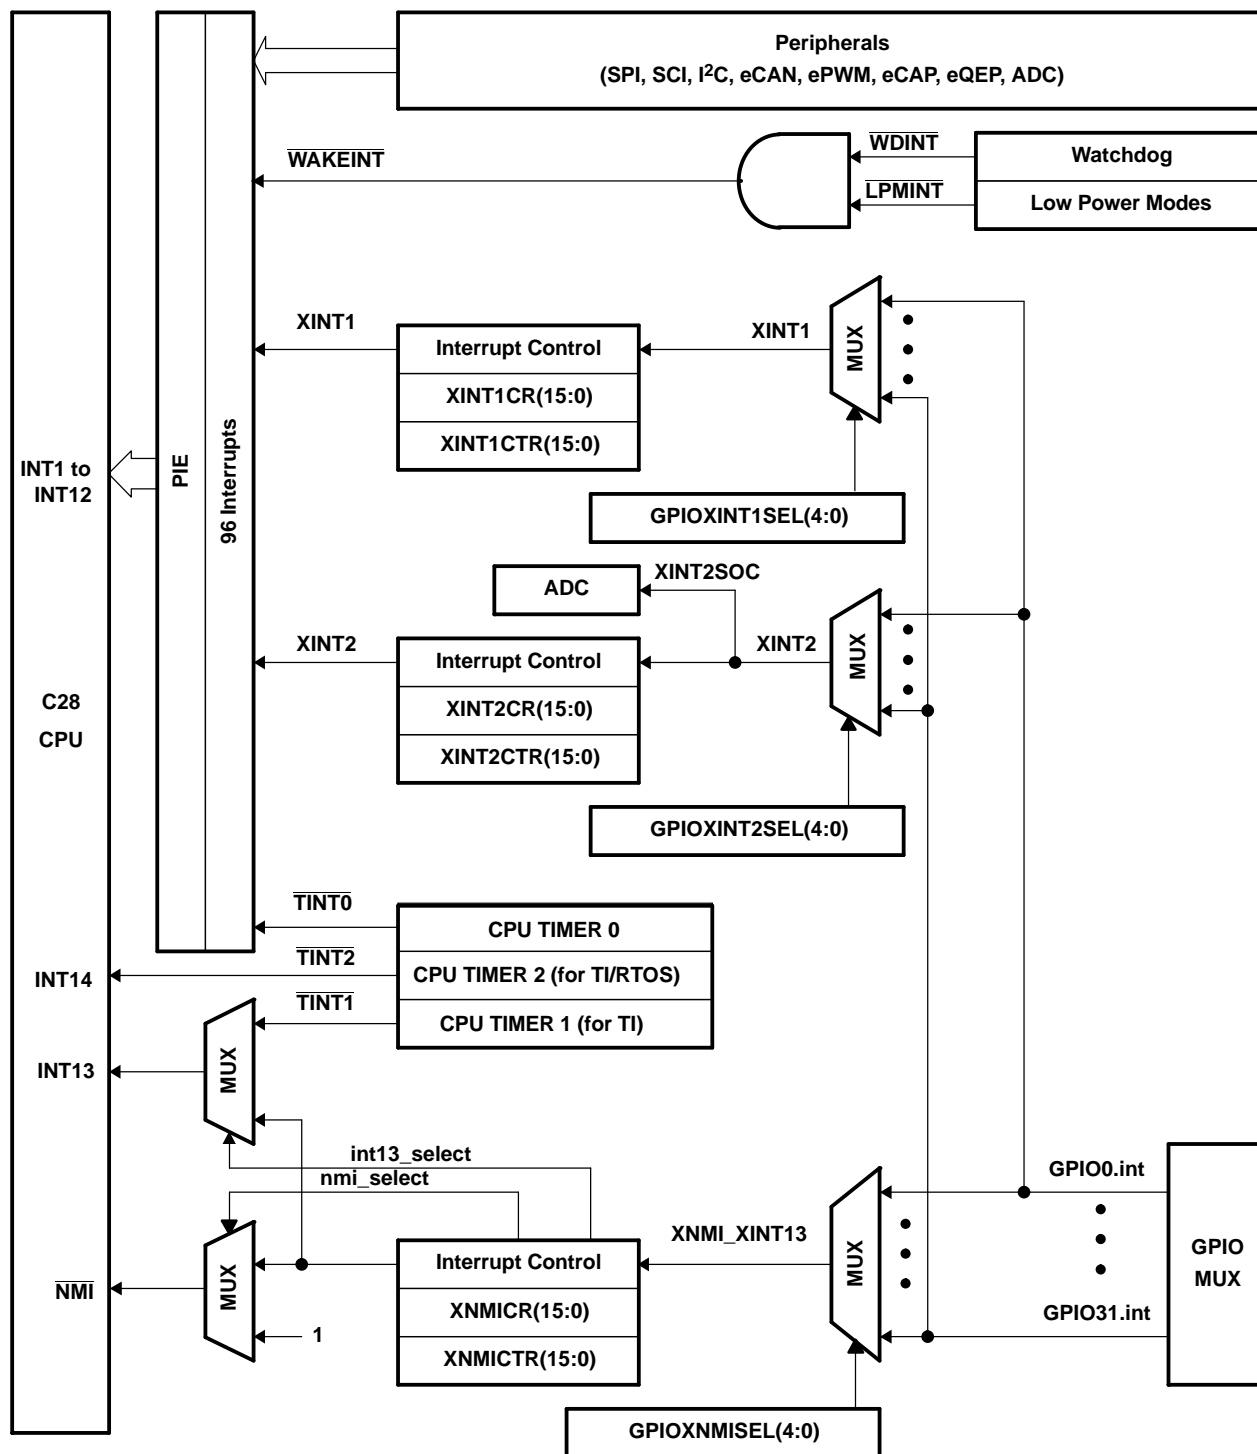 Peripherals
(SPI, SCI, I2C, eCAN, ePWM, eCAP, eQEP, ADC)
WDINT
Watchdog
WAKEINT
LPMINT
Low Power Modes
XINT1
Interrupt Control
XINT1CR(15:0)
XINT1CTR(15:0)
XINT1
MUX
GPIOXINT1SEL(4:0)
INT1 to
INT12
PIE
96 Interrupts
ADC
XINT2SOC
XINT2
Interrupt Control
XINT2CR(15:0)
XINT2CTR(15:0)
XINT2
MUX
GPIOXINT2SEL(4:0)
C28
CPU
TINT0
CPU TIMER 0
TINT2
CPU TIMER 2 (for TI/RTOS)
INT14
TINT1
CPU TIMER 1 (for TI)
INT13
MUX
int13_select
nmi_select
GPIO0.int
XNMI_XINT13
MUX
Interrupt Control
XNMICR(15:0)
XNMICTR(15:0)
GPIO
MUX
NMI
MUX
1
GPIO31.int
GPIOXNMISEL(4:0)